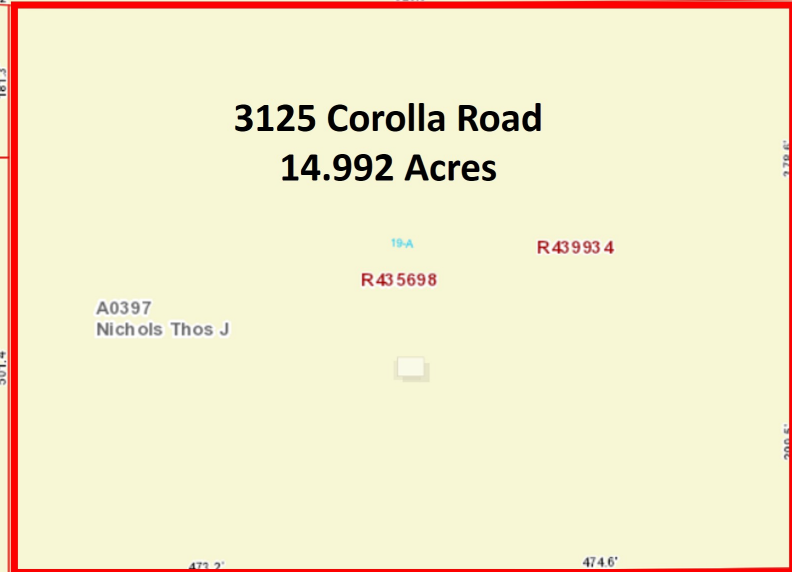 3125 Corolla Road
14.992 Acres
19-A
R439934
R435698
A0397
Nichols Thos J
473.2'
474.6'